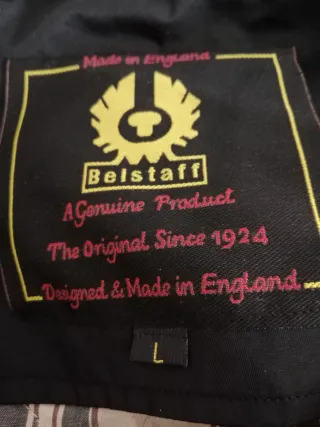 Made in England
Belstaff
A Genuine Product
The Original Since 1924
Designed & Made in England
L